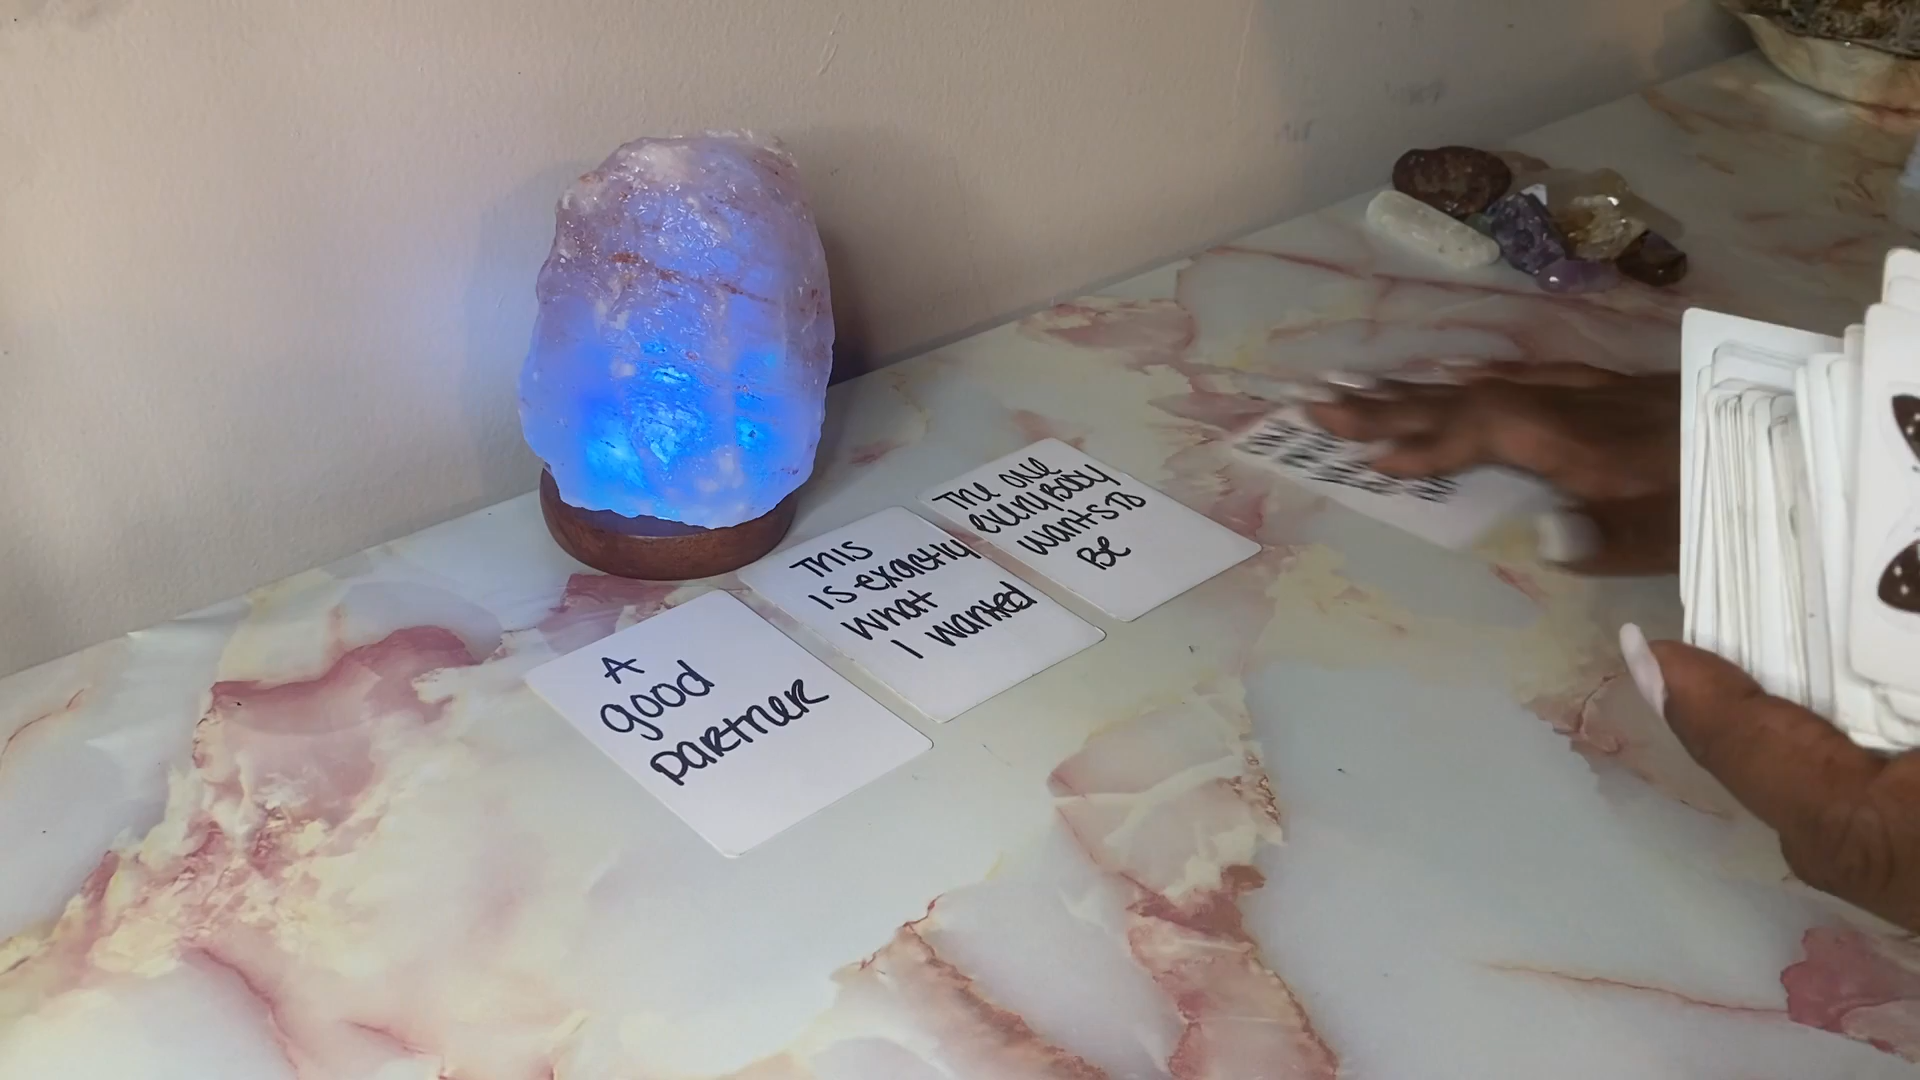 A
good
partner
This
is exactly
what
I wanted
The one
everybody
wants to
Be